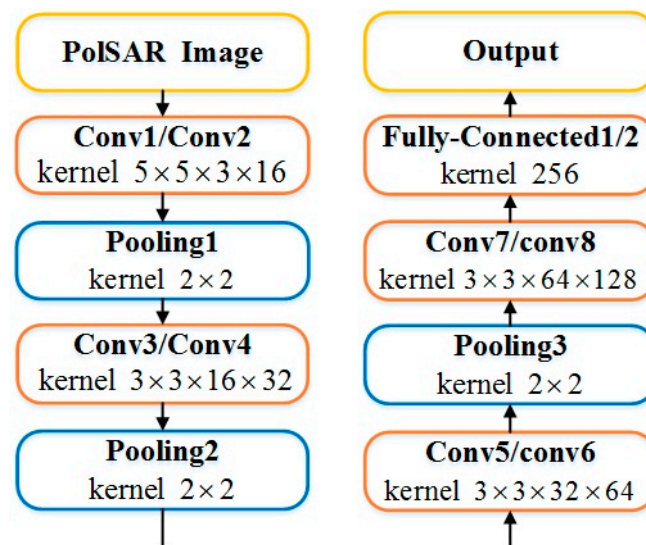 PolSAR Image
Conv1/Conv2
kernel 5×5×3×16
Pooling1
kernel 2×2
Conv3/Conv4
kernel 3×3×16×32
Pooling2
kernel 2×2
Output
Fully-Connected1/2
kernel 256
Conv7/conv8
kernel 3×3×64×128
Pooling3
kernel 2×2
Conv5/conv6
kernel 3×3×32×64